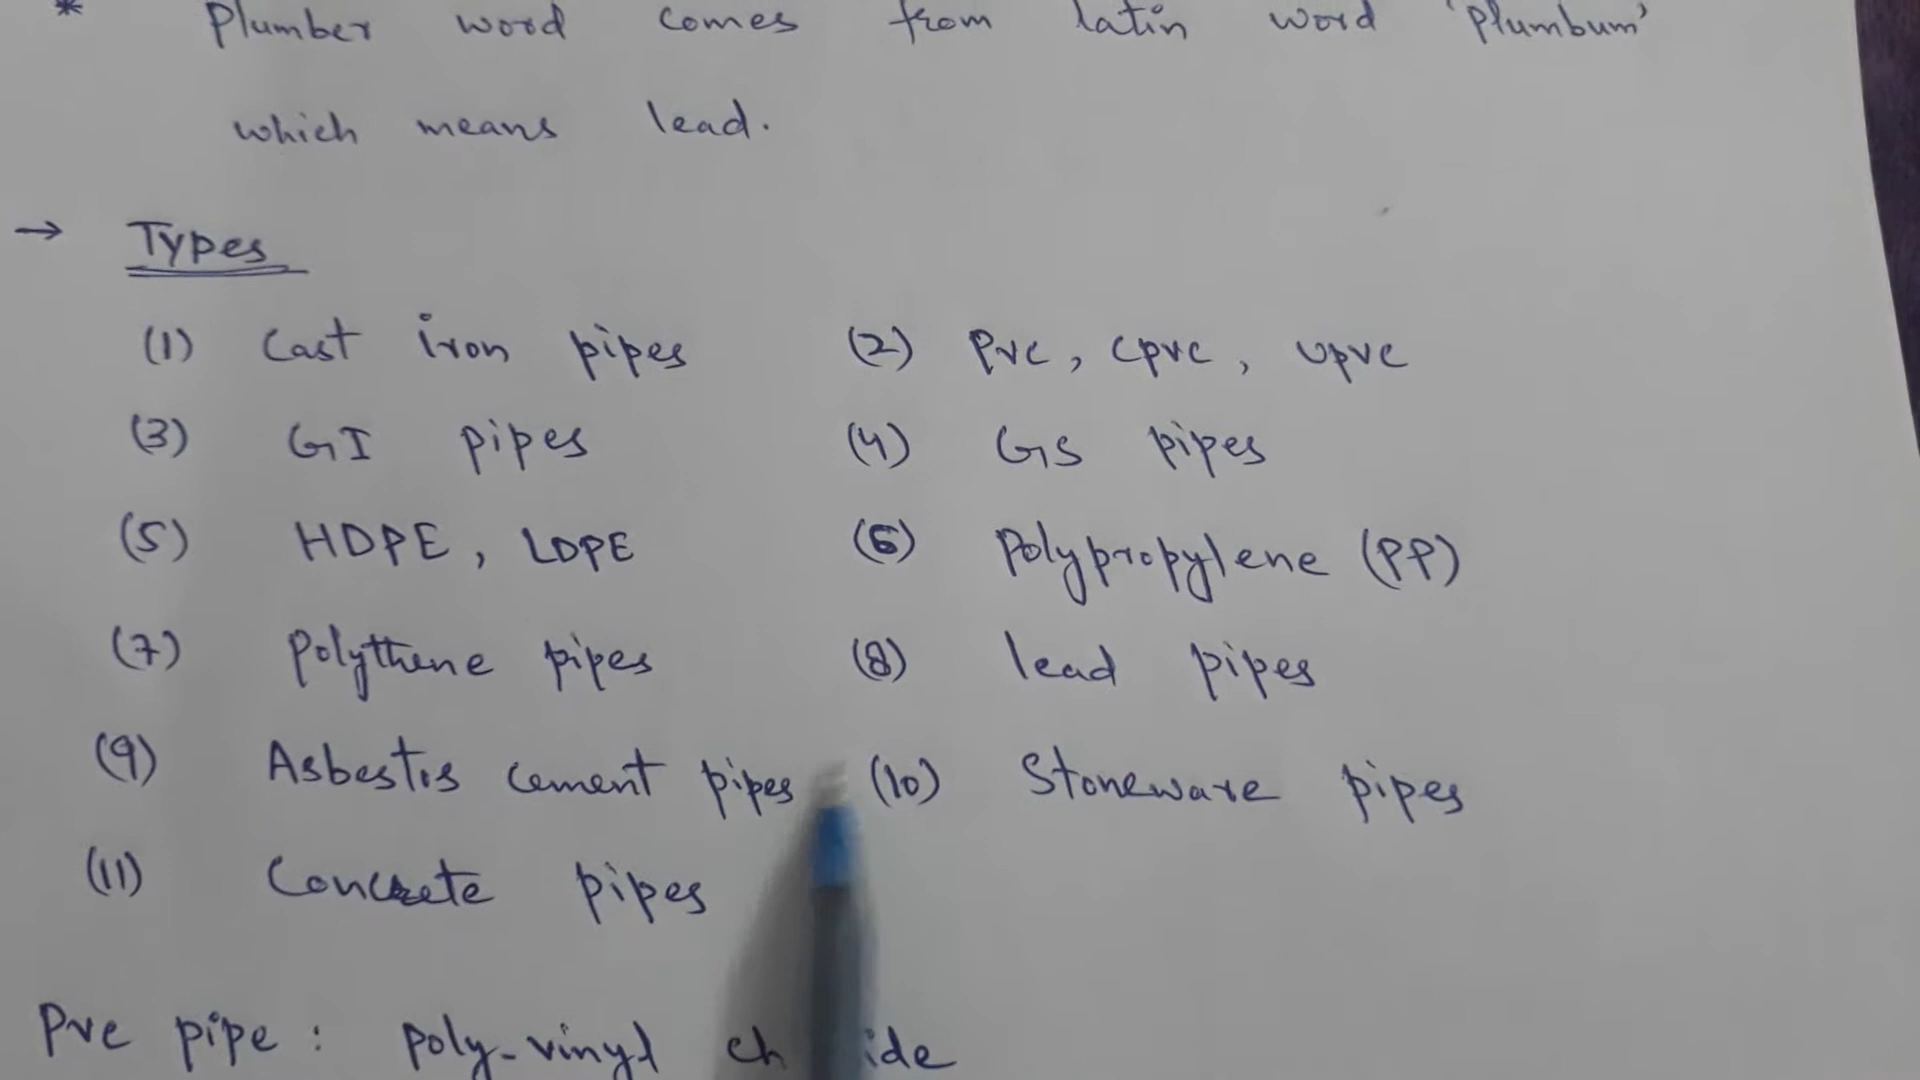 * Plumber word comes from latin word 'Plumbum'
which means lead.
→ Types
(1) Cast iron pipes (2) PVC, CPVC, UPVC
(3) GI pipes (4) GS pipes
(5) HDPE, LDPE (6) Polypropylene (PP)
(7) Polythene pipes (8) lead pipes
(9) Asbestos cement pipes (10) Stoneware pipes
(11) Concrete pipes
PVC pipe : poly-vinyl